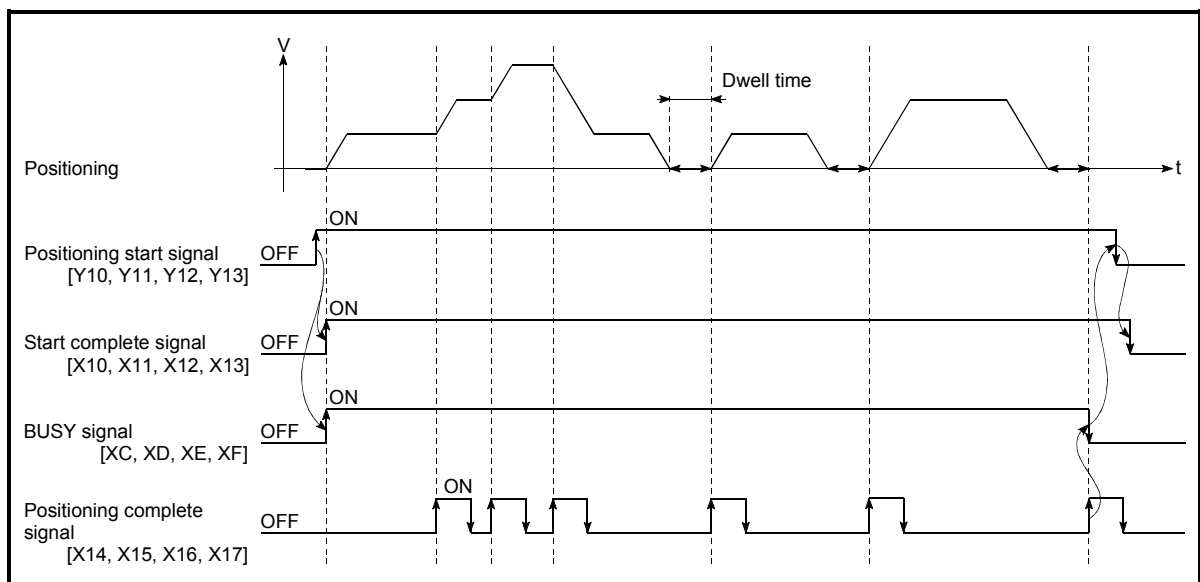 V
Dwell time
Positioning
t
ON
Positioning start signal
OFF
[Y10, Y11, Y12, Y13]
ON
Start complete signal
OFF
[X10, X11, X12, X13]
ON
BUSY signal
OFF
[XC, XD, XE, XF]
ON
Positioning complete
signal
OFF
[X14, X15, X16, X17]